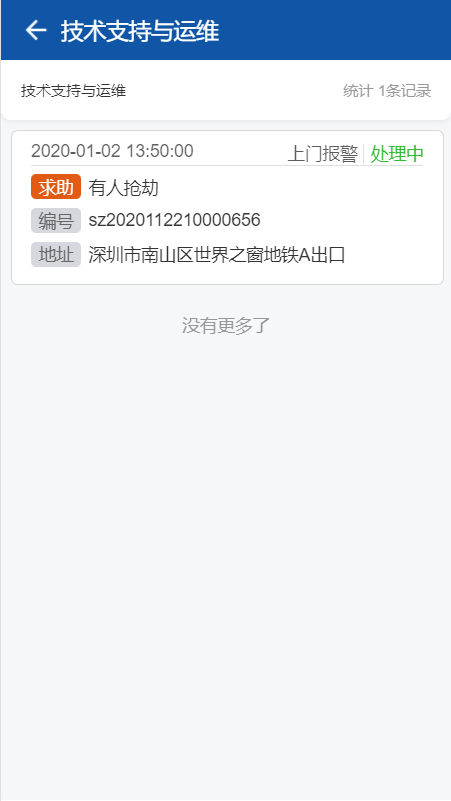 技术支持与运维
技术支持与运维 统计 1条记录
2020-01-02 13:50:00 上门报警 处理中
求助 有人抢劫
编号 sz2020112210000656
地址 深圳市南山区世界之窗地铁A出口
没有更多了